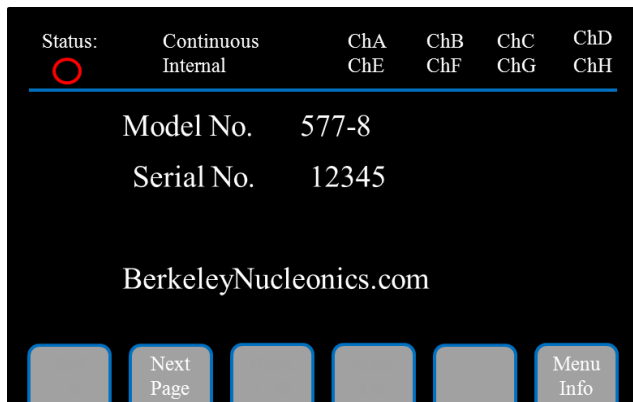 Status: Continuous ChA ChB ChC ChD
Internal ChE ChF ChG ChH
Model No. 577-8
Serial No. 12345
BerkeleyNucleonics.com
Next Menu
Page Info